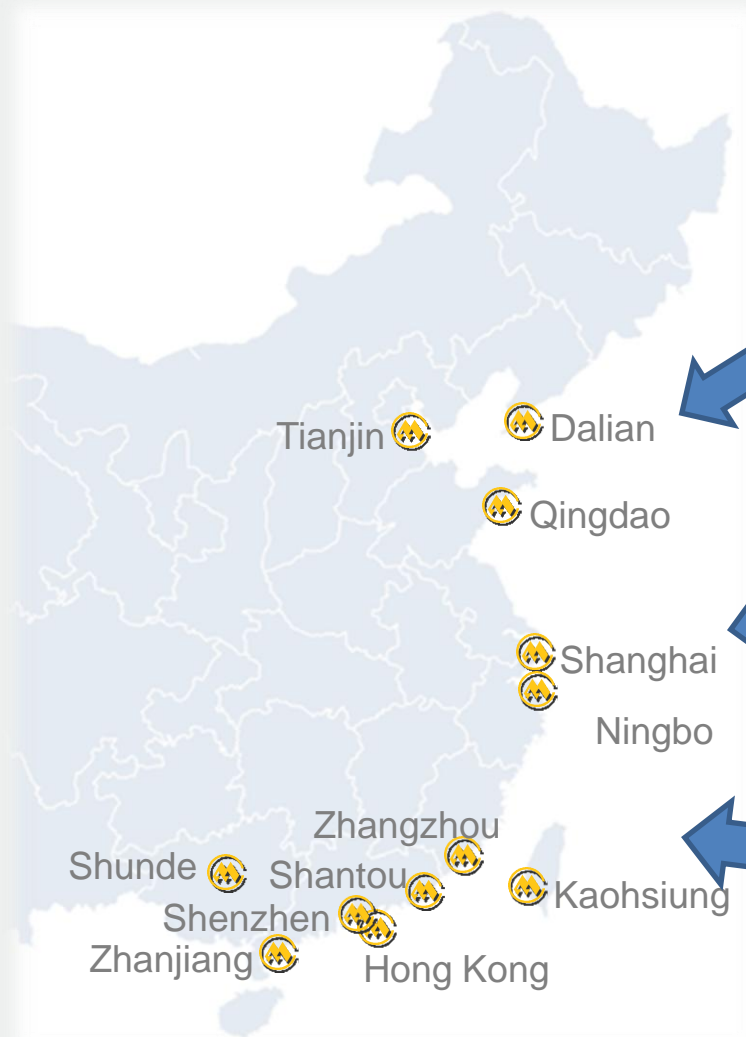 Tianjin
Dalian
Qingdao
Shanghai
Ningbo
Zhangzhou
Shunde
Shantou
Kaohsiung
Shenzhen
Zhanjiang
Hong Kong